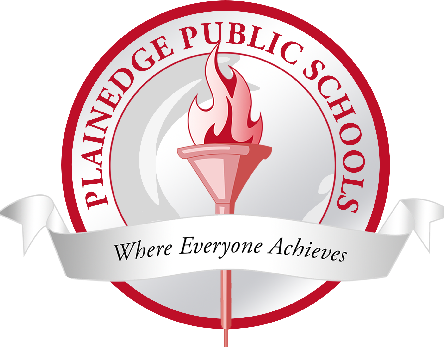 PLAINEDGE PUBLIC SCHOOLS
Where Everyone Achieves